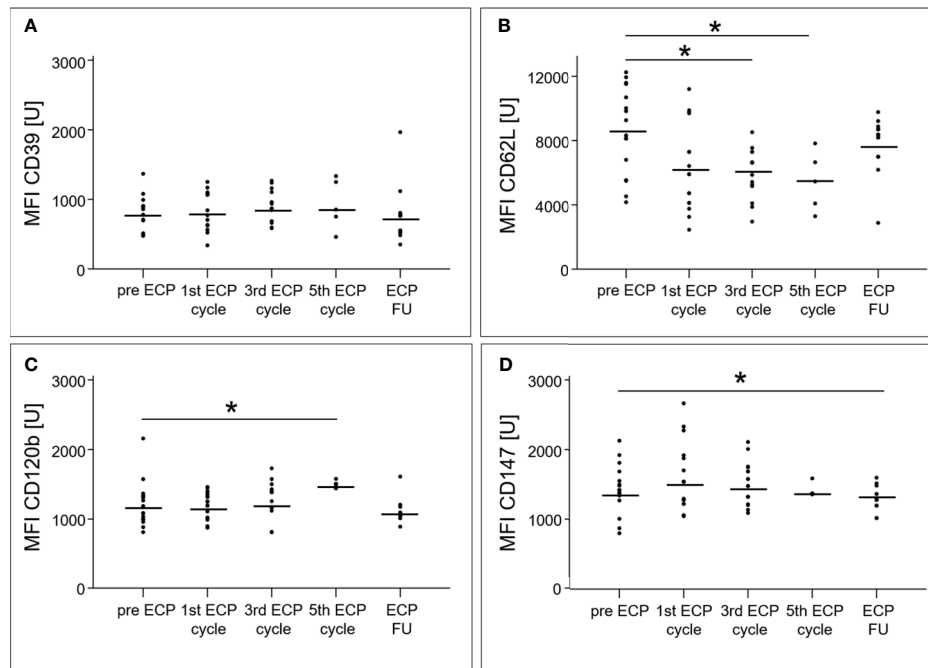 A
MFI CD39 [U]
3000
2000
1000
0
pre ECP
1st ECP
cycle
3rd ECP
cycle
5th ECP
cycle
ECP
FU
B
MFI CD62L [U]
12000
8000
4000
0
*
*
pre ECP
1st ECP
cycle
3rd ECP
cycle
5th ECP
cycle
ECP
FU
C
MFI CD120b [U]
3000
2000
1000
0
*
pre ECP
1st ECP
cycle
3rd ECP
cycle
5th ECP
cycle
ECP
FU
D
MFI CD147 [U]
3000
2000
1000
0
*
pre ECP
1st ECP
cycle
3rd ECP
cycle
5th ECP
cycle
ECP
FU